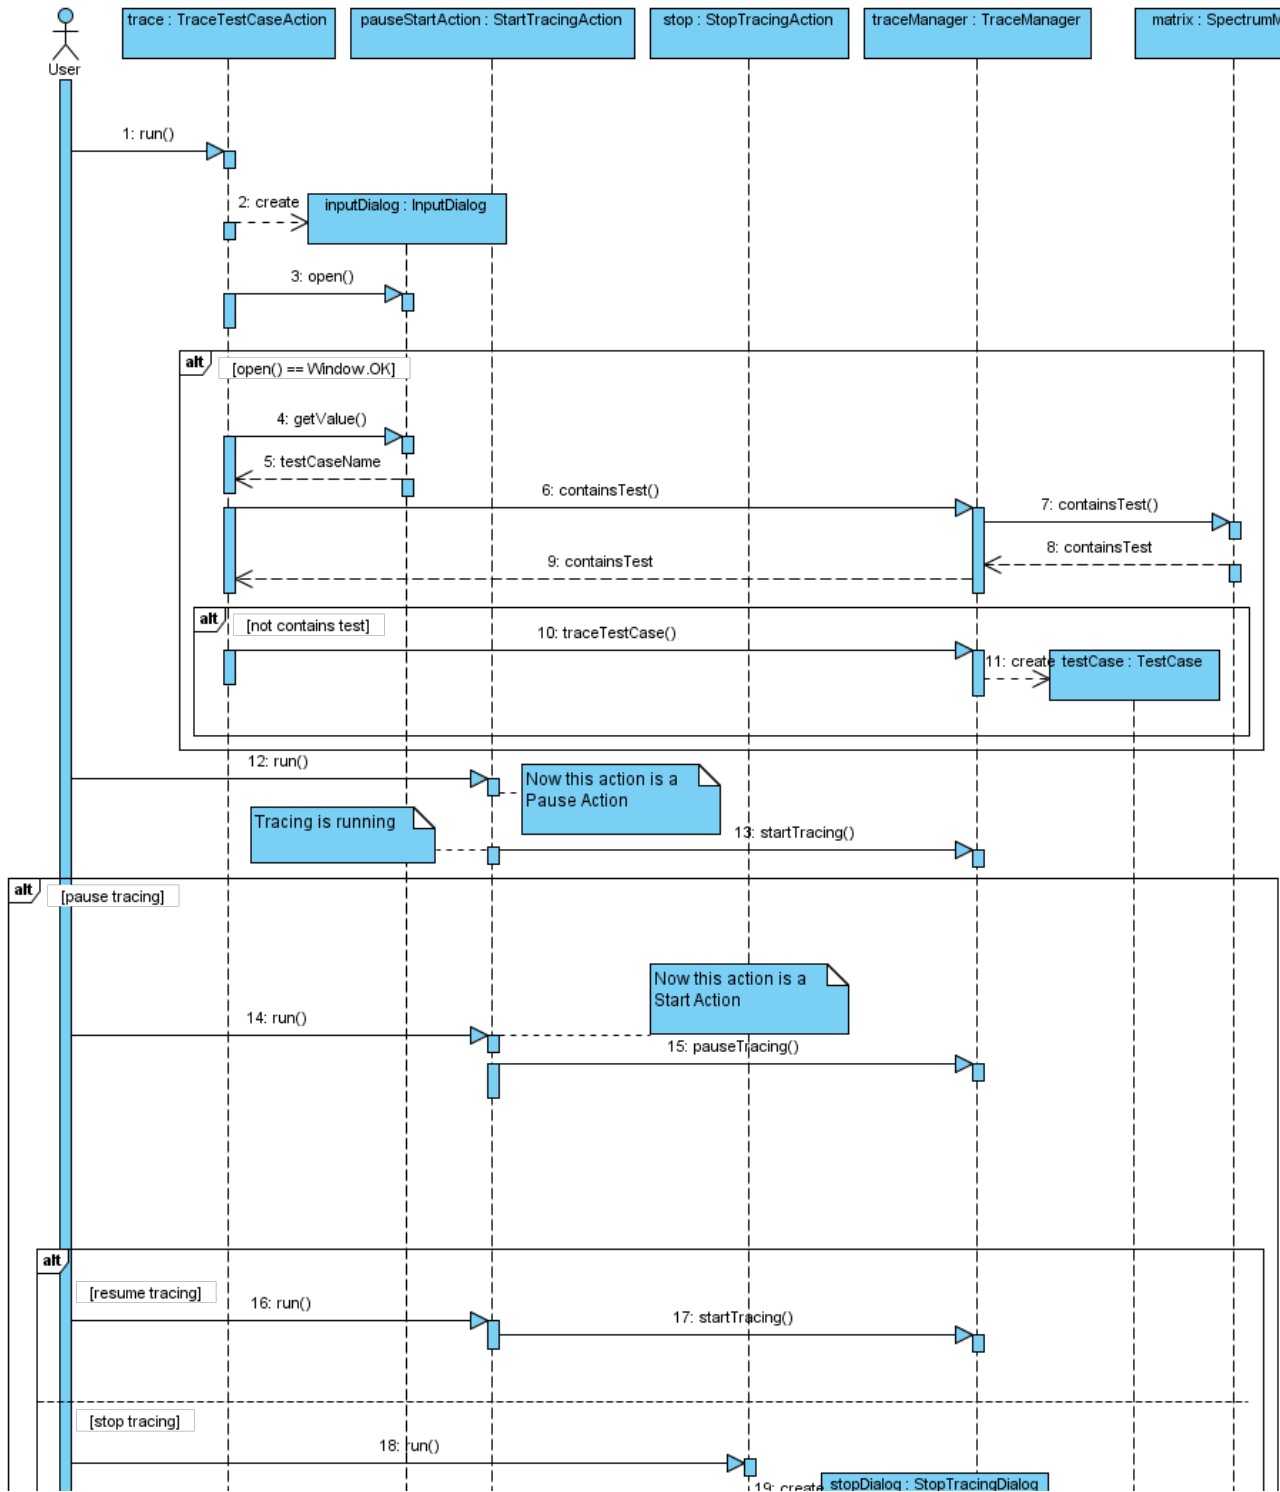 trace : TraceTestCaseAction
pauseStartAction : StartTracingAction
stop : StopTracingAction
traceManager : TraceManager
matrix : SpectrumM
User
1: run()
2: create
inputDialog : InputDialog
3: open()
alt
[open() == Window.OK]
4: getValue()
5: testCaseName
6: containsTest()
7: containsTest()
8: containsTest
9: containsTest
alt
[not contains test]
10: traceTestCase()
11: create
testCase : TestCase
12: run()
Now this action is a
Pause Action
Tracing is running
13: startTracing()
alt
[pause tracing]
Now this action is a
Start Action
14: run()
15: pauseTracing()
alt
[resume tracing]
16: run()
17: startTracing()
[stop tracing]
18: run()
19: create
stopDialog : StopTracingDialog